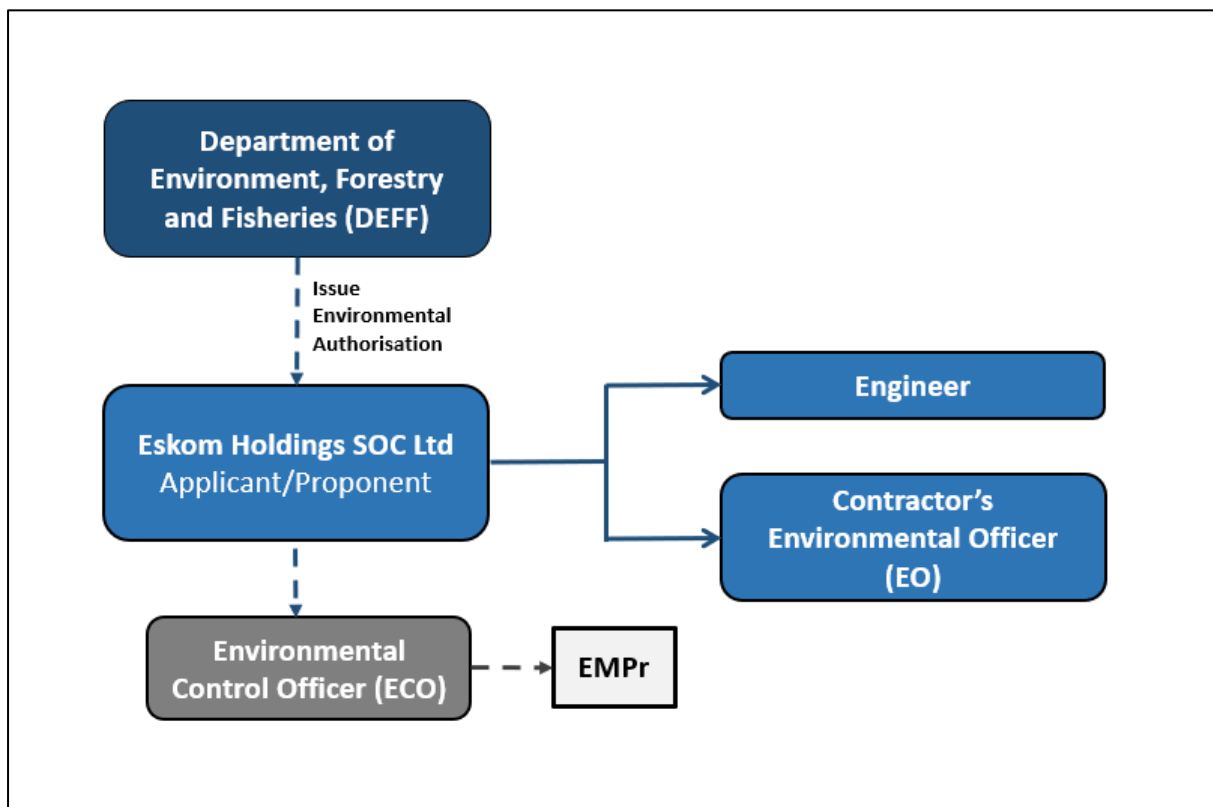 Department of
Environment, Forestry
and Fisheries (DEFF)
Issue
Environmental
Authorisation
Eskom Holdings SOC Ltd
Applicant/Proponent
Engineer
Contractor’s
Environmental Officer
(EO)
Environmental
Control Officer (ECO)
EMPr